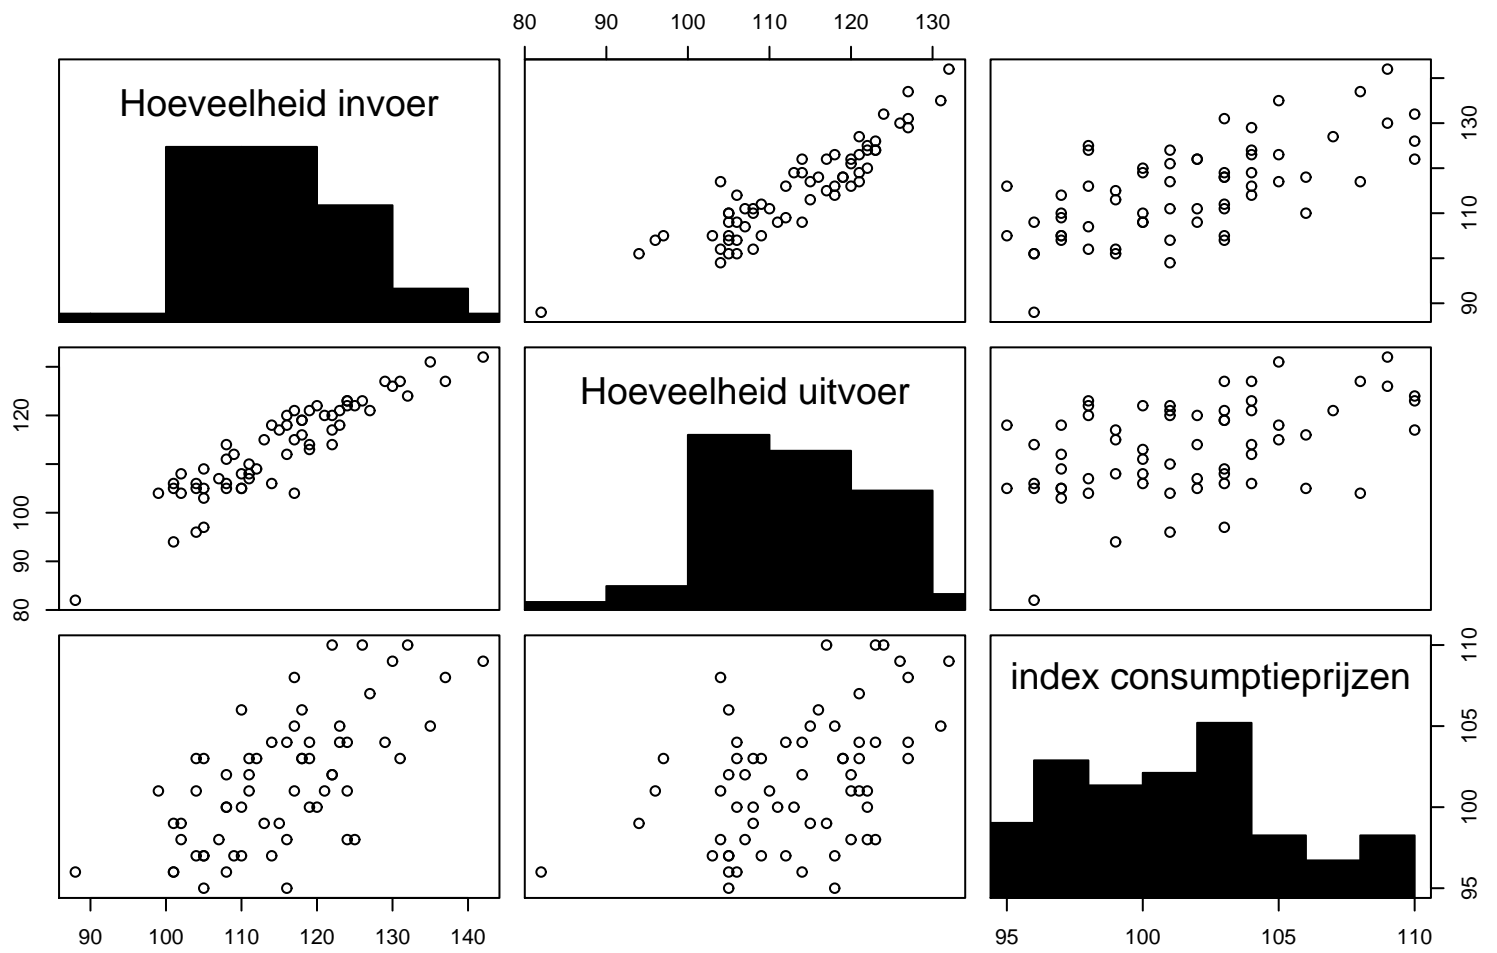 80 90 100 110 120 130
Hoeveelheid invoer
90 110 130
Hoeveelheid uitvoer
80 90 100 120
index consumptieprijzen
95 100 105 110
90 100 110 120 130 140
95 100 105 110